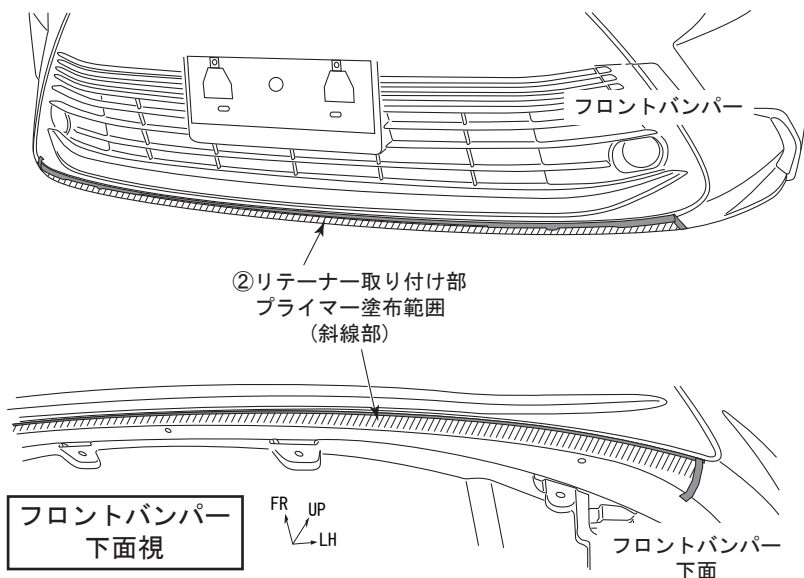 フロントバンパー
②リテーナー取り付け部
プライマー塗布範囲
(斜線部)
フロントバンパー
下面視
FR
UP
LH
フロントバンパー
下面